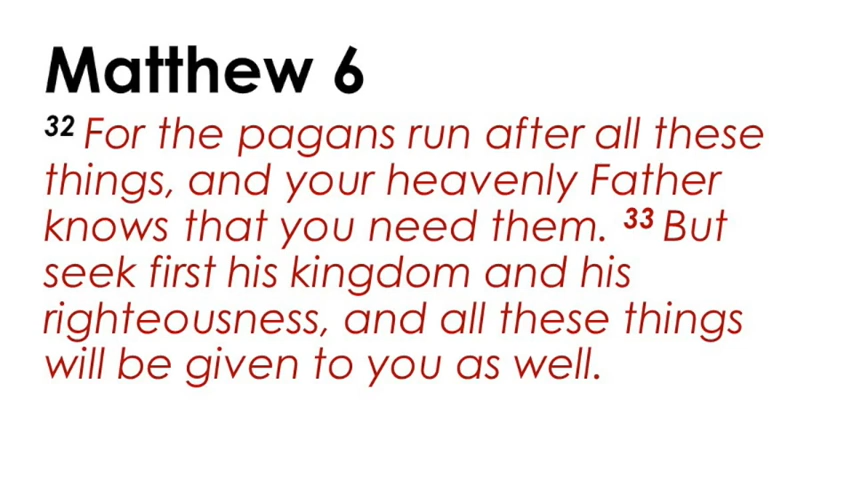 Matthew 6
32 For the pagans run after all these
things, and your heavenly Father
knows that you need them. 33 But
seek first his kingdom and his
righteousness, and all these things
will be given to you as well.